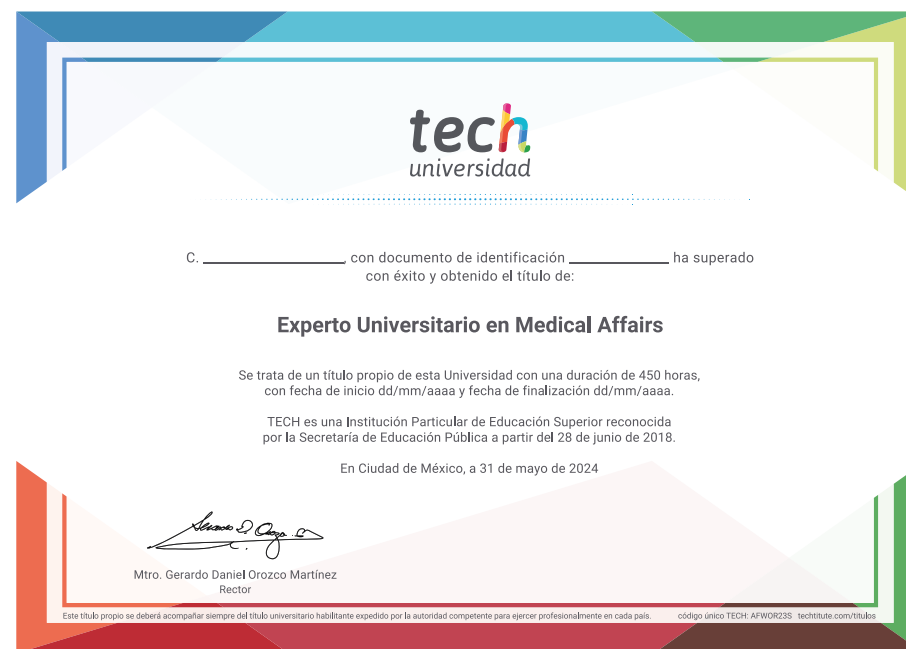 tech
universidad
C. ____________, con documento de identificación ____________ ha superado
con éxito y obtenido el título de:
Experto Universitario en Medical Affairs
Se trata de un título propio de esta Universidad con una duración de 450 horas,
con fecha de inicio dd/mm/aaaa y fecha de finalización dd/mm/aaaa.
TECH es una Institución Particular de Educación Superior reconocida
por la Secretaría de Educación Pública a partir del 28 de junio de 2018.
En Ciudad de México, a 31 de mayo de 2024
Mtro. Gerardo Daniel Orozco Martínez
Rector
Este título propio se deberá acompañar siempre del título universitario habilitante expedido por la autoridad competente para ejercer profesionalmente en cada país. código único TECH: AFWOR23S techtitute.com/titulos